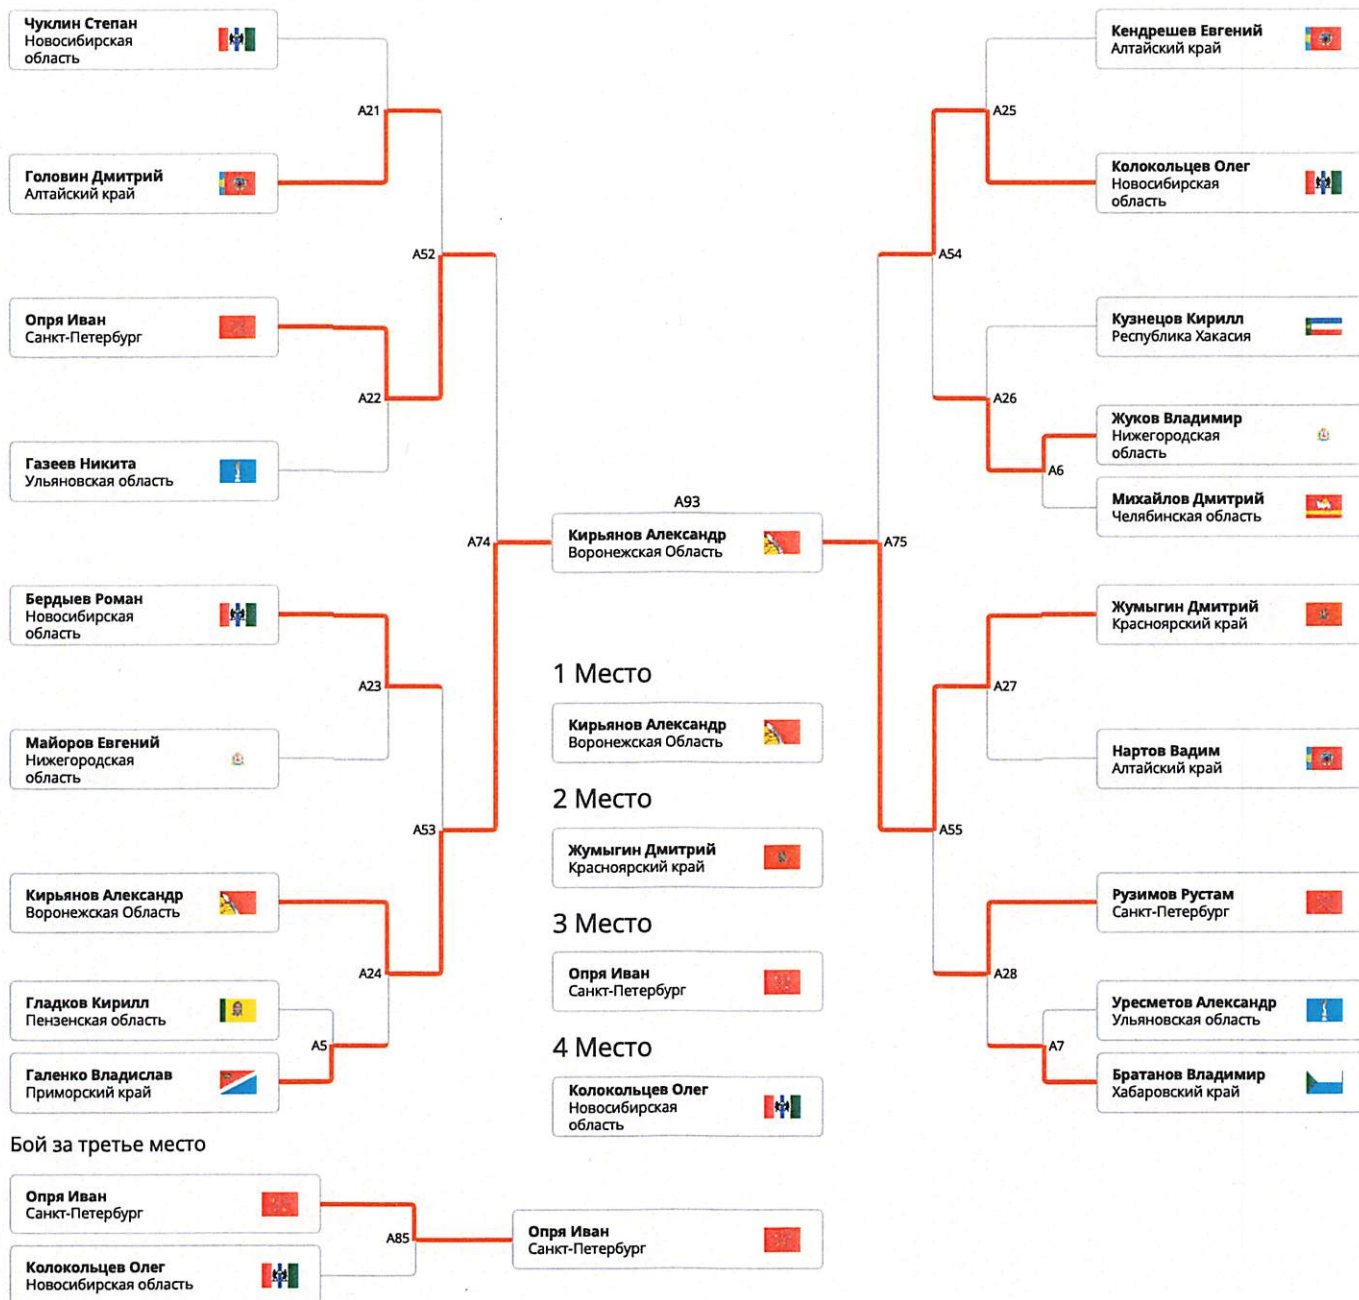 Чуклин Степан
Новосибирская
область
A21
Головин Дмитрий
Алтайский край
A52
Опря Иван
Санкт-Петербург
A22
Газеев Никита
Ульяновская область
A74
Бердыев Роман
Новосибирская
область
A23
Майоров Евгений
Нижегородская
область
A53
Кирьянов Александр
Воронежская Область
A24
Гладков Кирилл
Пензенская область
A5
Галенко Владислав
Приморский край
A93
Кирьянов Александр
Воронежская Область
1 Место
Кирьянов Александр
Воронежская Область
2 Место
Жумыгин Дмитрий
Красноярский край
3 Место
Опря Иван
Санкт-Петербург
4 Место
Колокольцев Олег
Новосибирская
область
Кендрешев Евгений
Алтайский край
A25
Колокольцев Олег
Новосибирская
область
A54
Кузнецов Кирилл
Республика Хакасия
A26
Жуков Владимир
Нижегородская
область
A6
Михайлов Дмитрий
Челябинская область
A75
Жумыгин Дмитрий
Красноярский край
A27
Нартов Вадим
Алтайский край
A55
Рузимов Рустам
Санкт-Петербург
A28
Уресметов Александр
Ульяновская область
A7
Братанов Владимир
Хабаровский край
Бой за третье место
Опря Иван
Санкт-Петербург
A85
Колокольцев Олег
Новосибирская область
Опря Иван
Санкт-Петербург